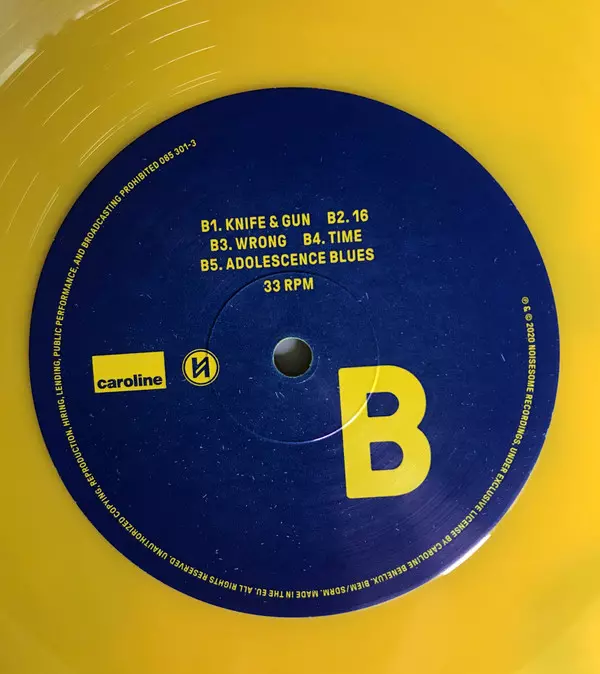 B1. KNIFE & GUN B2. 16
B3. WRONG B4. TIME
B5. ADOLESCENCE BLUES
33 RPM
caroline
B
℗ & © 2020 NOISESOME RECORDINGS. UNDER EXCLUSIVE LICENSE BY CAROLINE BENELUX. BIEM/SDRM. MADE IN THE EU. ALL RIGHTS RESERVED. UNAUTHORIZED COPYING, REPRODUCTION, HIRING, LENDING, PUBLIC PERFORMANCE, AND BROADCASTING PROHIBITED 085 301-3